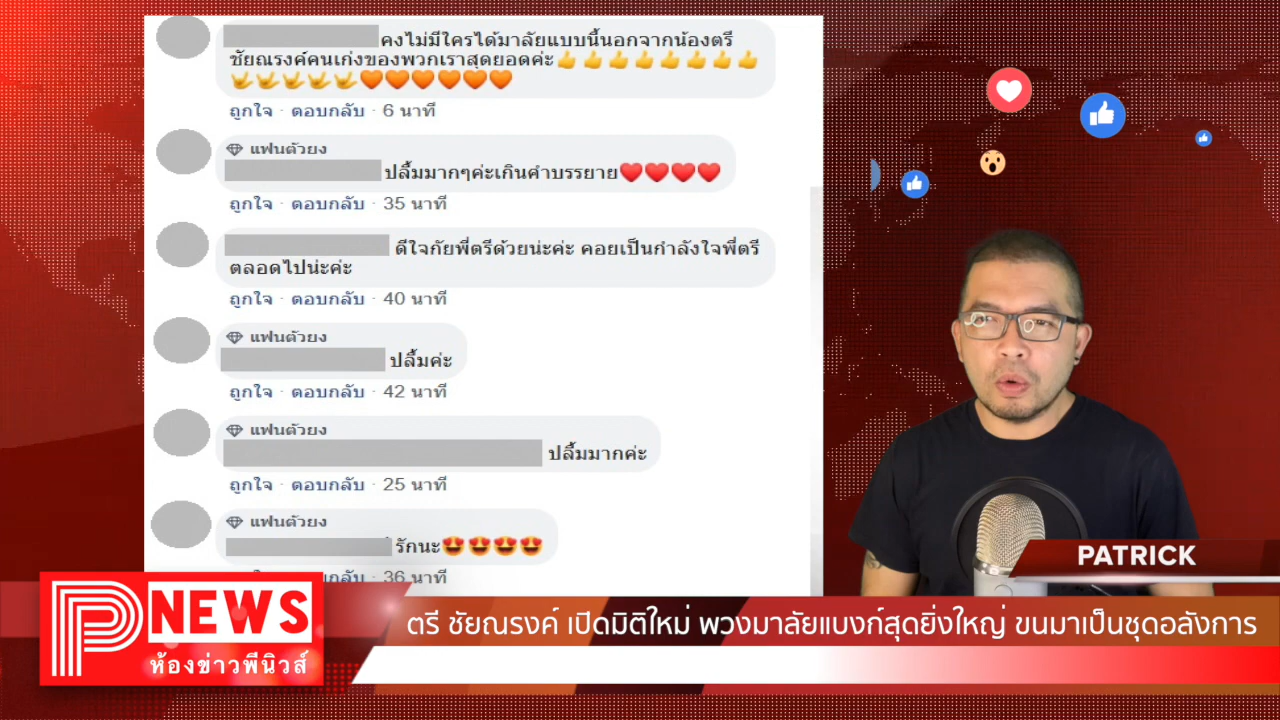 คงไม่มีใครได้มาลัยแบบนี้นอกจากน้องตรี
ชัยณรงค์คนเก่งของพวกเราสุดยอดค่ะ👍👍👍👍👍👍👍👍
🤟🤟🤟🤟🤟🧡🧡🧡🧡🧡🧡
ถูกใจ · ตอบกลับ · 6 นาที
แฟนตัวยง
ปลื้มมากๆค่ะเกินคำบรรยาย❤️❤️❤️❤️
ถูกใจ · ตอบกลับ · 35 นาที
ดีใจกัยพี่ตรีด้วยน่ะค่ะ คอยเป็นกำลังใจพี่ตรี
ตลอดไปน่ะค่ะ
ถูกใจ · ตอบกลับ · 40 นาที
แฟนตัวยง
ปลื้มค่ะ
ถูกใจ · ตอบกลับ · 42 นาที
แฟนตัวยง
ปลื้มมากค่ะ
ถูกใจ · ตอบกลับ · 25 นาที
แฟนตัวยง
รักนะ🤩🤩🤩🤩
36 นาที
PATRICK
P NEWS
ห้องข่าวพีนิวส์
ตรี ชัยณรงค์ เปิดมิติใหม่ พวงมาลัยแบงก์สุดยิ่งใหญ่ ขนมาเป็นชุดอลังการ